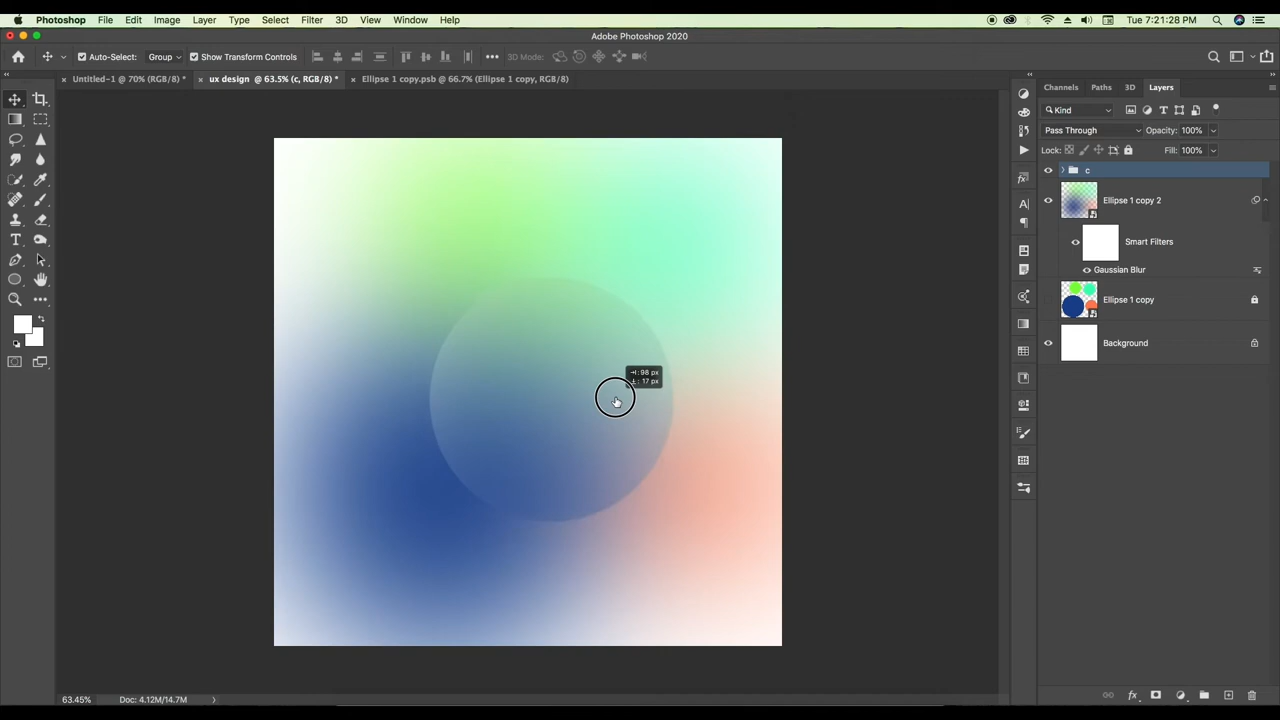 Photoshop File Edit Image Layer Type Select Filter 3D View Window Help Tue 7:21:28 PM
Adobe Photoshop 2020
Auto-Select: Group Show Transform Controls 3D Mode:
Untitled-1 @ 70% (RGB/8) * ux design @ 63.5% (c, RGB/8) * Ellipse 1 copy.psb @ 66.7% (Ellipse 1 copy, RGB/8)
Channels Paths 3D Layers
Kind
Pass Through Opacity: 100%
Lock: Fill: 100%
c
Ellipse 1 copy 2
Smart Filters
Gaussian Blur
Ellipse 1 copy
Background
: 98 px
: 17 px
63.45% Doc: 4.12M/14.7M